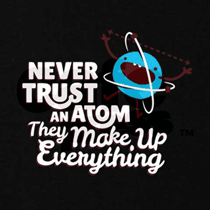 NEVER
TRUST
AN ATOM
They Make Up
Everything
TM